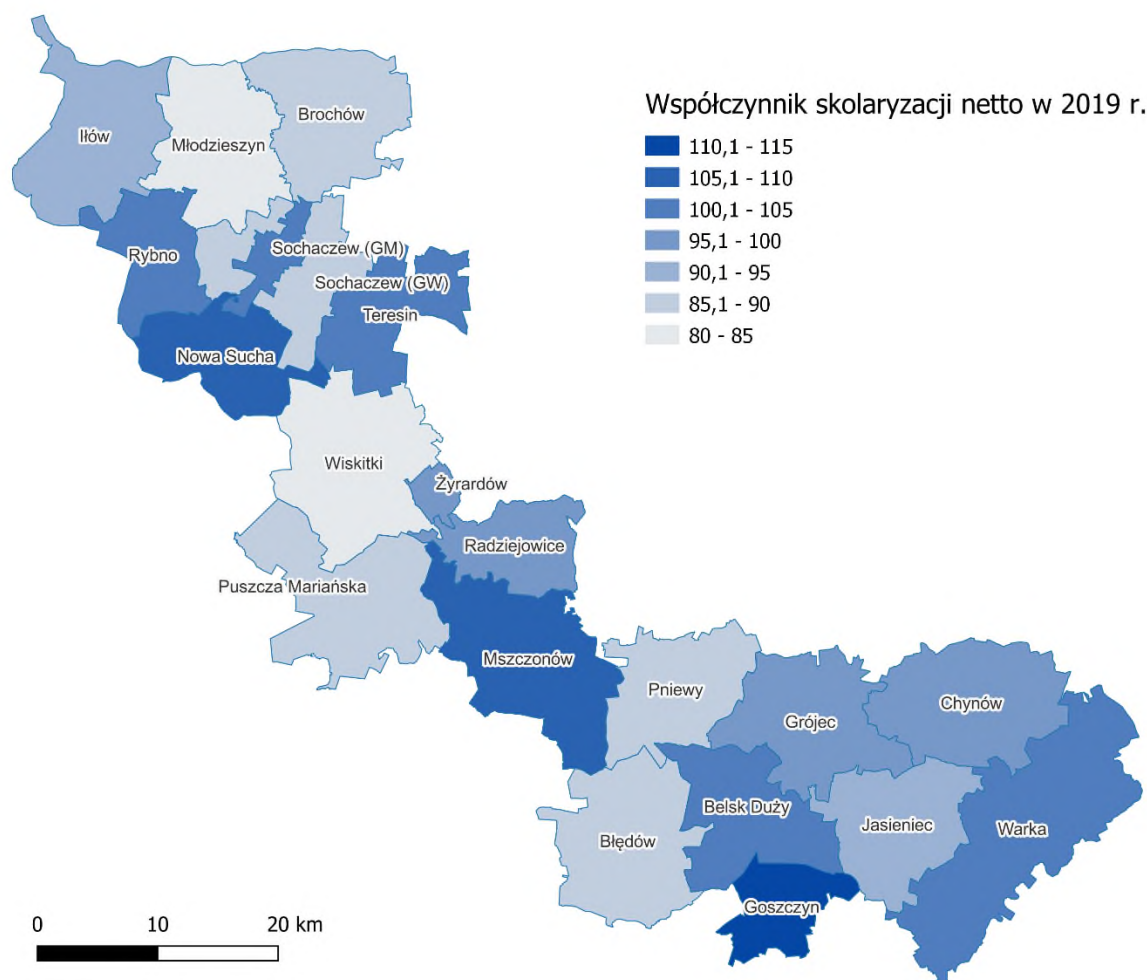 Współczynnik skolaryzacji netto w 2019 r.
110,1 - 115
105,1 - 110
100,1 - 105
95,1 - 100
90,1 - 95
85,1 - 90
80 - 85
Brochów
Iłów
Młodzieszyn
Sochaczew (GM)
Rybno
Sochaczew (GW)
Teresin
Nowa Sucha
Wiskitki
Żyrardów
Radziejowice
Puszcza Mariańska
Mszczonów
Pniewy
Grójec
Chynów
Belsk Duży
Jasieniec
Warka
Błędów
Goszczyn
0 10 20 km